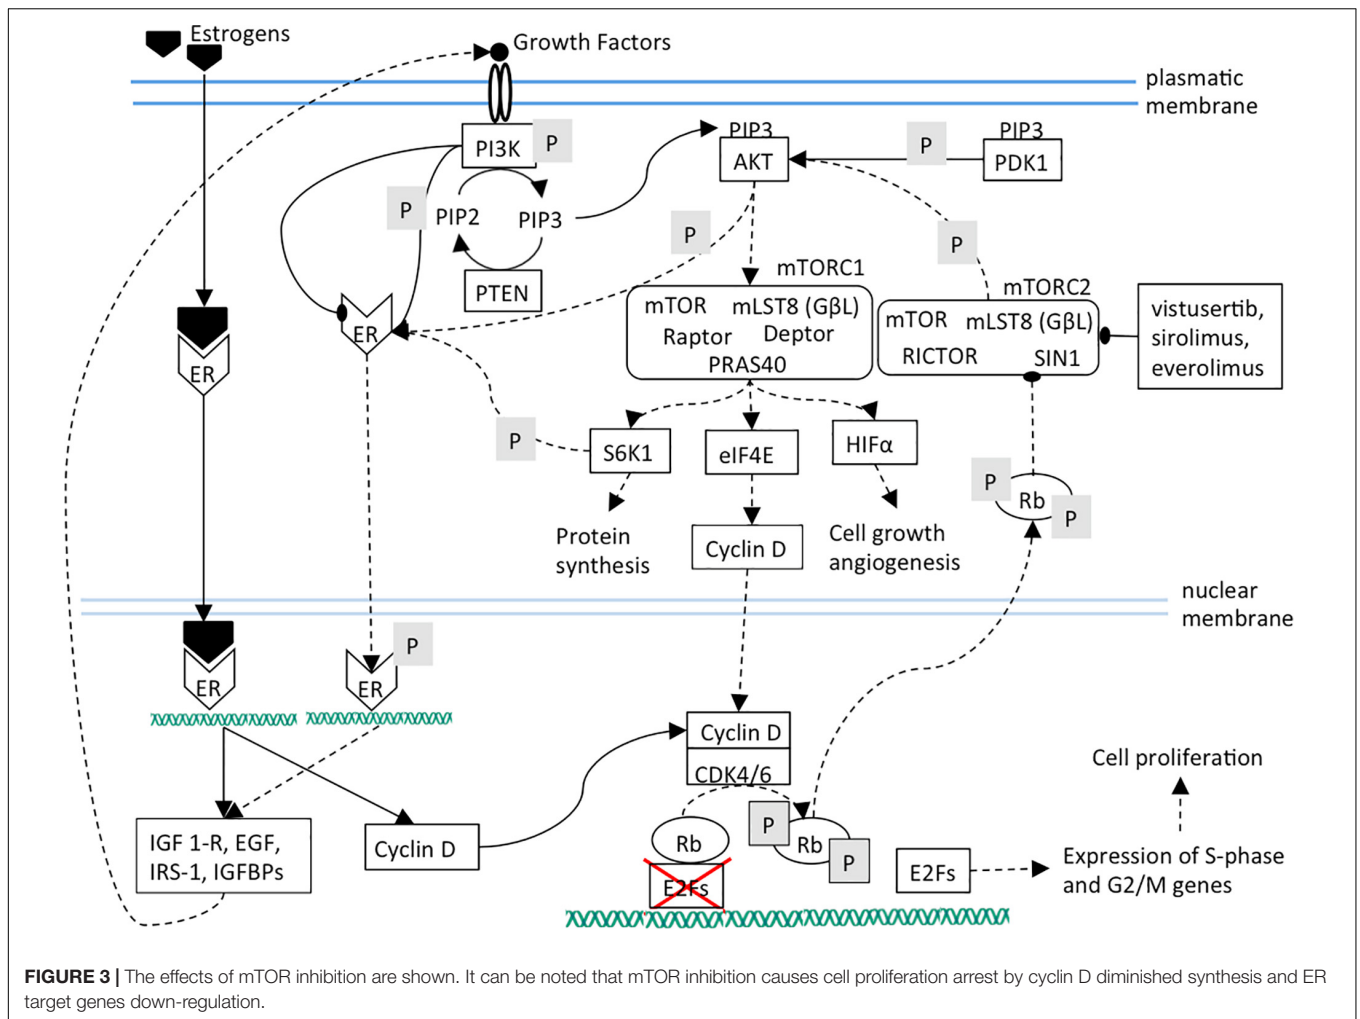 Estrogens
Growth Factors
plasmatic
membrane
PI3K
P
PIP3
AKT
P
PIP3
PDK1
P
PIP2
PIP3
PTEN
P
P
mTORC1
mTOR
mLST8 (GβL)
Raptor
Deptor
PRAS40
mTORC2
mTOR
mLST8 (GβL)
RICTOR
SIN1
vistusertib,
sirolimus,
everolimus
ER
ER
P
S6K1
eIF4E
HIFα
P
Rb
P
Protein
synthesis
Cyclin D
Cell growth
angiogenesis
nuclear
membrane
ER
ER
P
Cyclin D
CDK4/6
Cell proliferation
IGF 1-R, EGF,
IRS-1, IGFBPs
Cyclin D
Rb
E2Fs
P
Rb
P
E2Fs
Expression of S-phase
and G2/M genes
FIGURE 3 | The effects of mTOR inhibition are shown. It can be noted that mTOR inhibition causes cell proliferation arrest by cyclin D diminished synthesis and ER
target genes down-regulation.